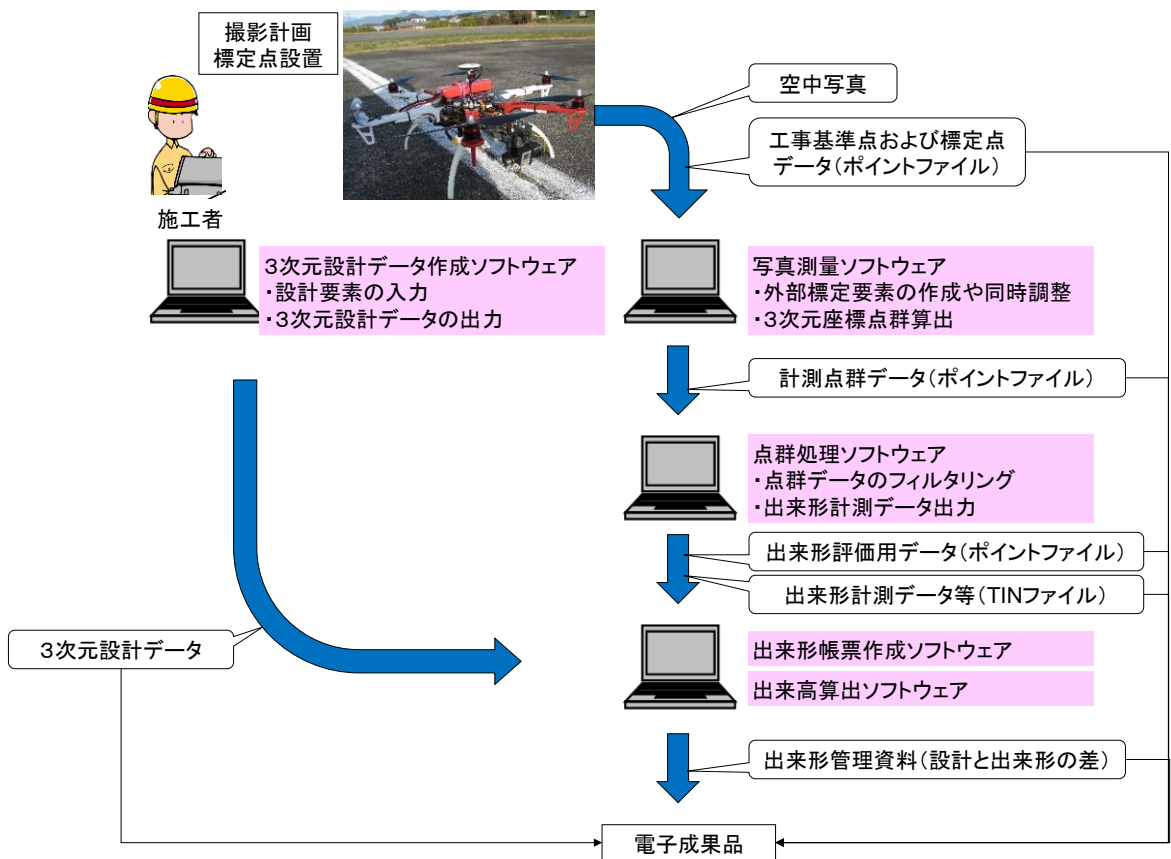 撮影計画
標定点設置
空中写真
工事基準点および標定点
データ(ポイントファイル)
施工者
3次元設計データ作成ソフトウェア
・設計要素の入力
・3次元設計データの出力
写真測量ソフトウェア
・外部標定要素の作成や同時調整
・3次元座標点群算出
計測点群データ(ポイントファイル)
点群処理ソフトウェア
・点群データのフィルタリング
・出来形計測データ出力
出来形評価用データ(ポイントファイル)
出来形計測データ等(TINファイル)
3次元設計データ
出来形帳票作成ソフトウェア
出来高算出ソフトウェア
出来形管理資料(設計と出来形の差)
電子成果品